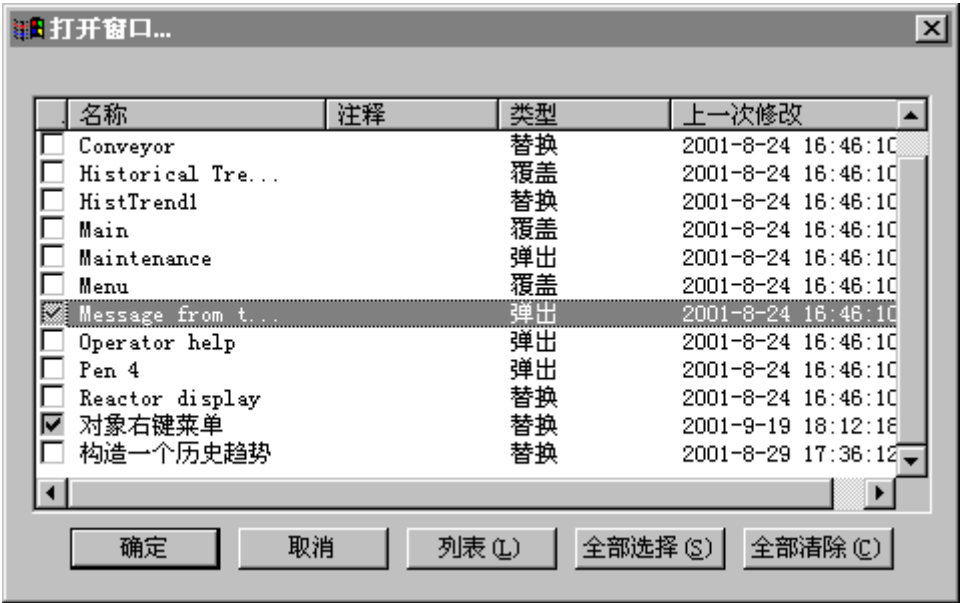 打开窗口...
名称 注释 类型 上一次修改
Conveyor 替换 2001-8-24 16:46:10
Historical Tre... 覆盖 2001-8-24 16:46:10
HistTrend1 替换 2001-8-24 16:46:10
Main 覆盖 2001-8-24 16:46:10
Maintenance 弹出 2001-8-24 16:46:10
Menu 覆盖 2001-8-24 16:46:10
Message from t... 弹出 2001-8-24 16:46:10
Operator help 弹出 2001-8-24 16:46:10
Pen 4 弹出 2001-8-24 16:46:10
Reactor display 替换 2001-8-24 16:46:10
对象右键菜单 替换 2001-9-19 18:12:18
构造一个历史趋势 替换 2001-8-29 17:36:12
确定 取消 列表(L) 全部选择(S) 全部清除(C)